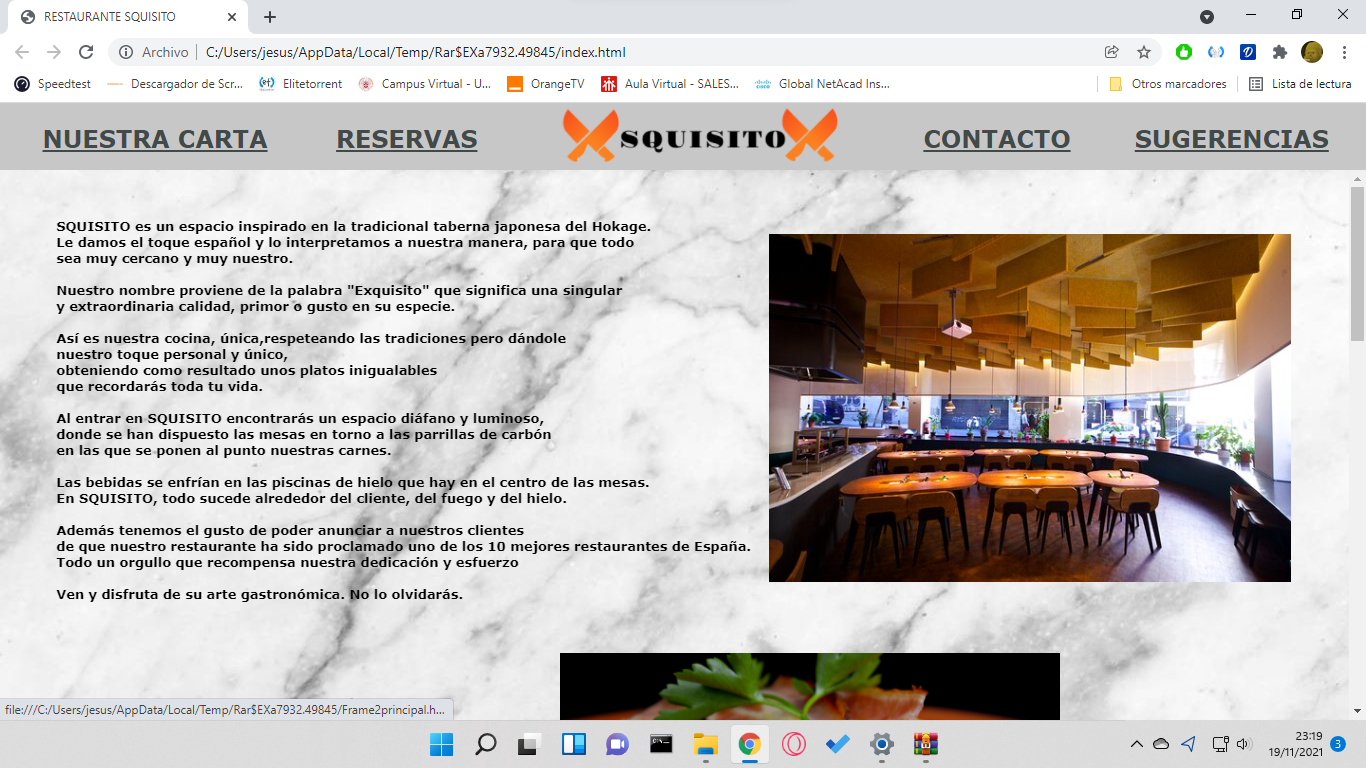 RESTAURANTE SQUISITO
Archivo
C:/Users/jesus/AppData/Local/Temp/Rar$EXa7932.49845/index.html
Speedtest
Descargador de Scr...
Elitetorrent
Campus Virtual - U...
OrangeTV
Aula Virtual - SALES...
Global NetAcad Ins...
Otros marcadores
Lista de lectura
NUESTRA CARTA
RESERVAS
SQUISITO
CONTACTO
SUGERENCIAS
SQUISITO es un espacio inspirado en la tradicional taberna japonesa del Hokage.
Le damos el toque español y lo interpretamos a nuestra manera, para que todo
sea muy cercano y muy nuestro.
Nuestro nombre proviene de la palabra "Exquisito" que significa una singular
y extraordinaria calidad, primor o gusto en su especie.
Así es nuestra cocina, única,respeteando las tradiciones pero dándole
nuestro toque personal y único,
obteniendo como resultado unos platos inigualables
que recordarás toda tu vida.
Al entrar en SQUISITO encontrarás un espacio diáfano y luminoso,
donde se han dispuesto las mesas en torno a las parrillas de carbón
en las que se ponen al punto nuestras carnes.
Las bebidas se enfrían en las piscinas de hielo que hay en el centro de las mesas.
En SQUISITO, todo sucede alrededor del cliente, del fuego y del hielo.
Además tenemos el gusto de poder anunciar a nuestros clientes
de que nuestro restaurante ha sido proclamado uno de los 10 mejores restaurantes de España.
Todo un orgullo que recompensa nuestra dedicación y esfuerzo
Ven y disfruta de su arte gastronómica. No lo olvidarás.
file:///C:/Users/jesus/AppData/Local/Temp/Rar$EXa7932.49845/Frame2principal.h...
23:19
19/11/2021
3